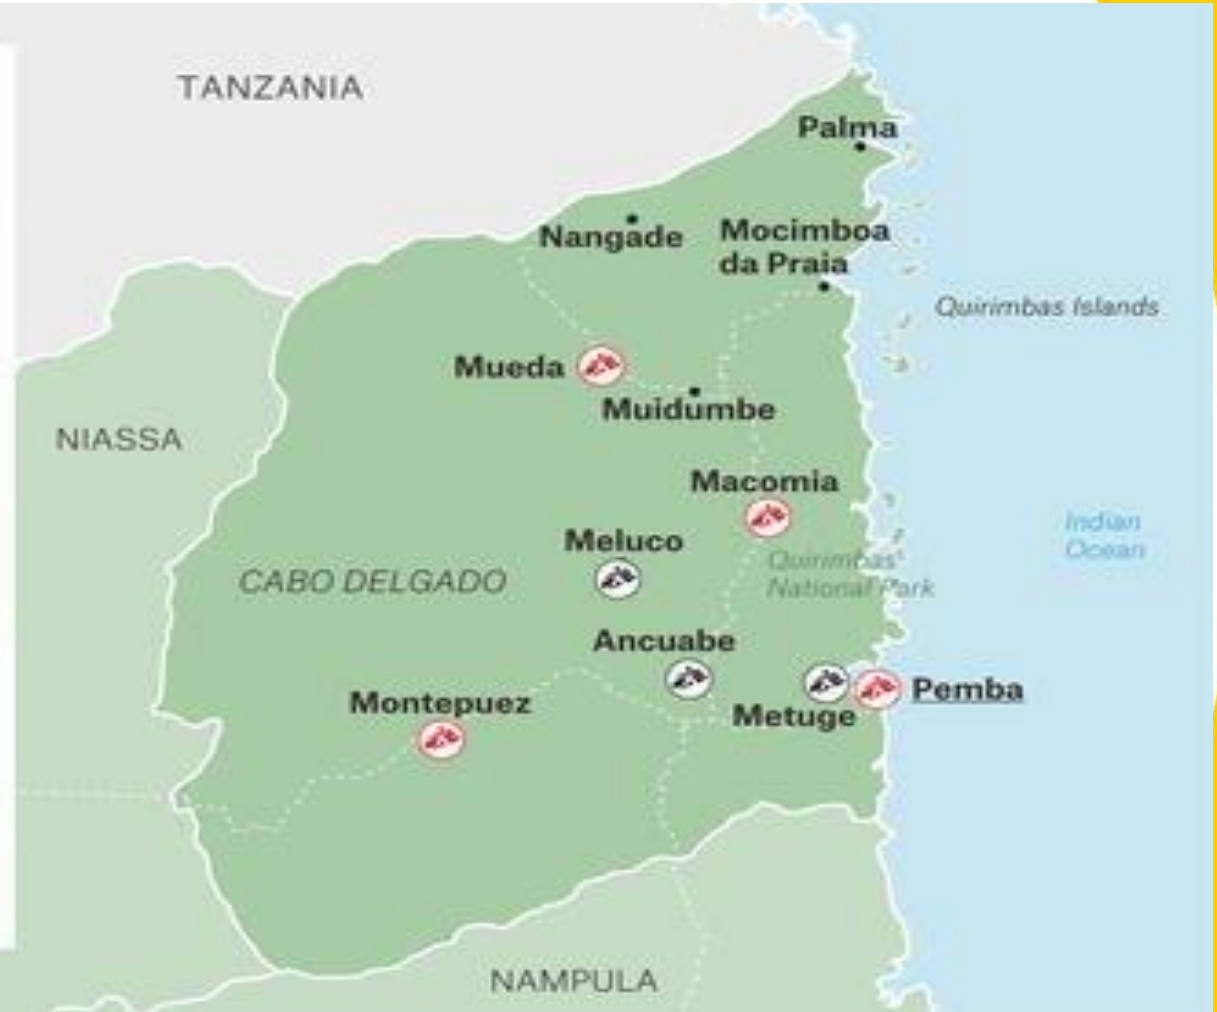 TANZANIA
Palma
Nangade
Mocimboa
da Praia
Quirimbas Islands
Mueda
Muidumbe
NIASSA
Macomia
Indian
Ocean
Meluco
Quirimbas
National Park
CABO DELGADO
Ancuabe
Pemba
Montepuez
Metuge
NAMPULA